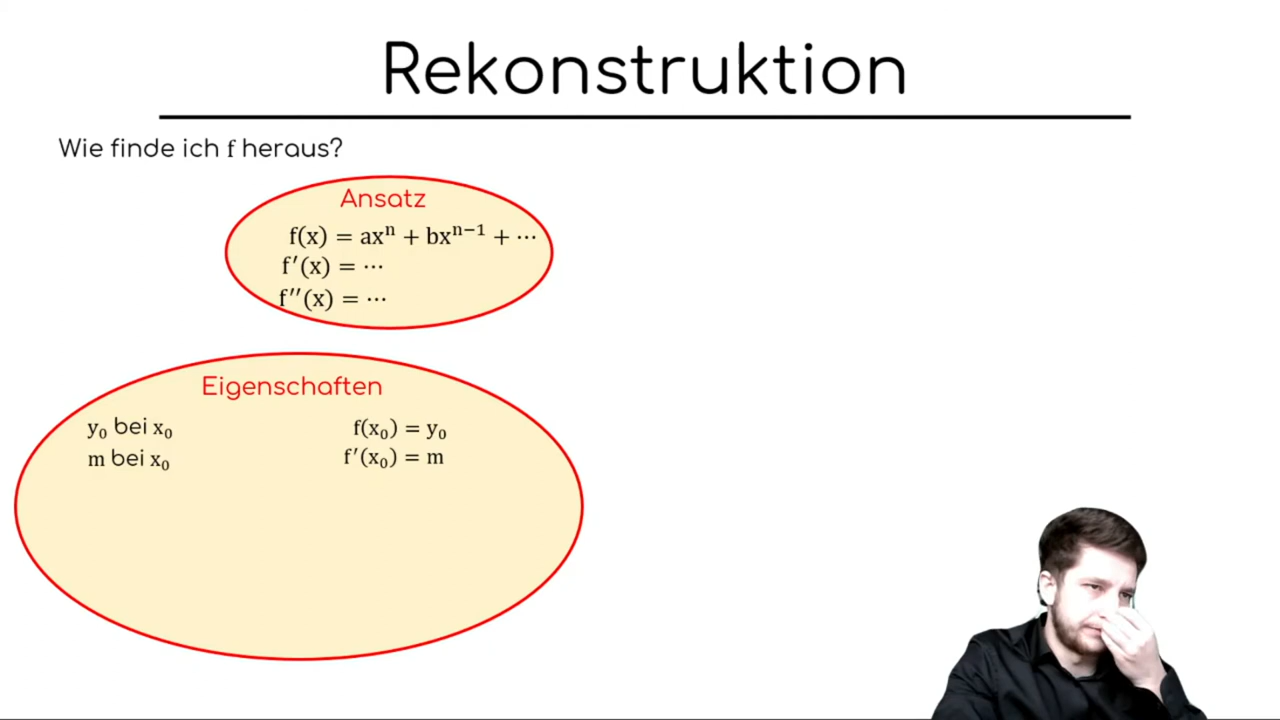 Rekonstruktion
Wie finde ich f heraus?
Ansatz
f(x) = axⁿ + bxⁿ⁻¹ + ⋯
f′(x) = ⋯
f′′(x) = ⋯
Eigenschaften
y₀ bei x₀ f(x₀) = y₀
m bei x₀ f′(x₀) = m